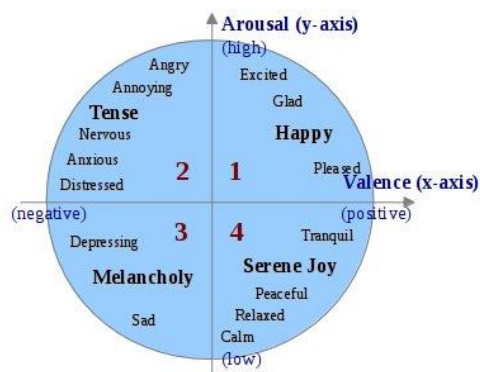 Arousal (y-axis)
(high)
Angry
Excited
Annoying
Glad
Tense
Happy
Nervous
Anxious
Pleased
Distressed
2
1
Valence (x-axis)
(negative)
(positive)
3
4
Depressing
Tranquil
Melancholy
Serene Joy
Peaceful
Sad
Relaxed
Calm
(low)